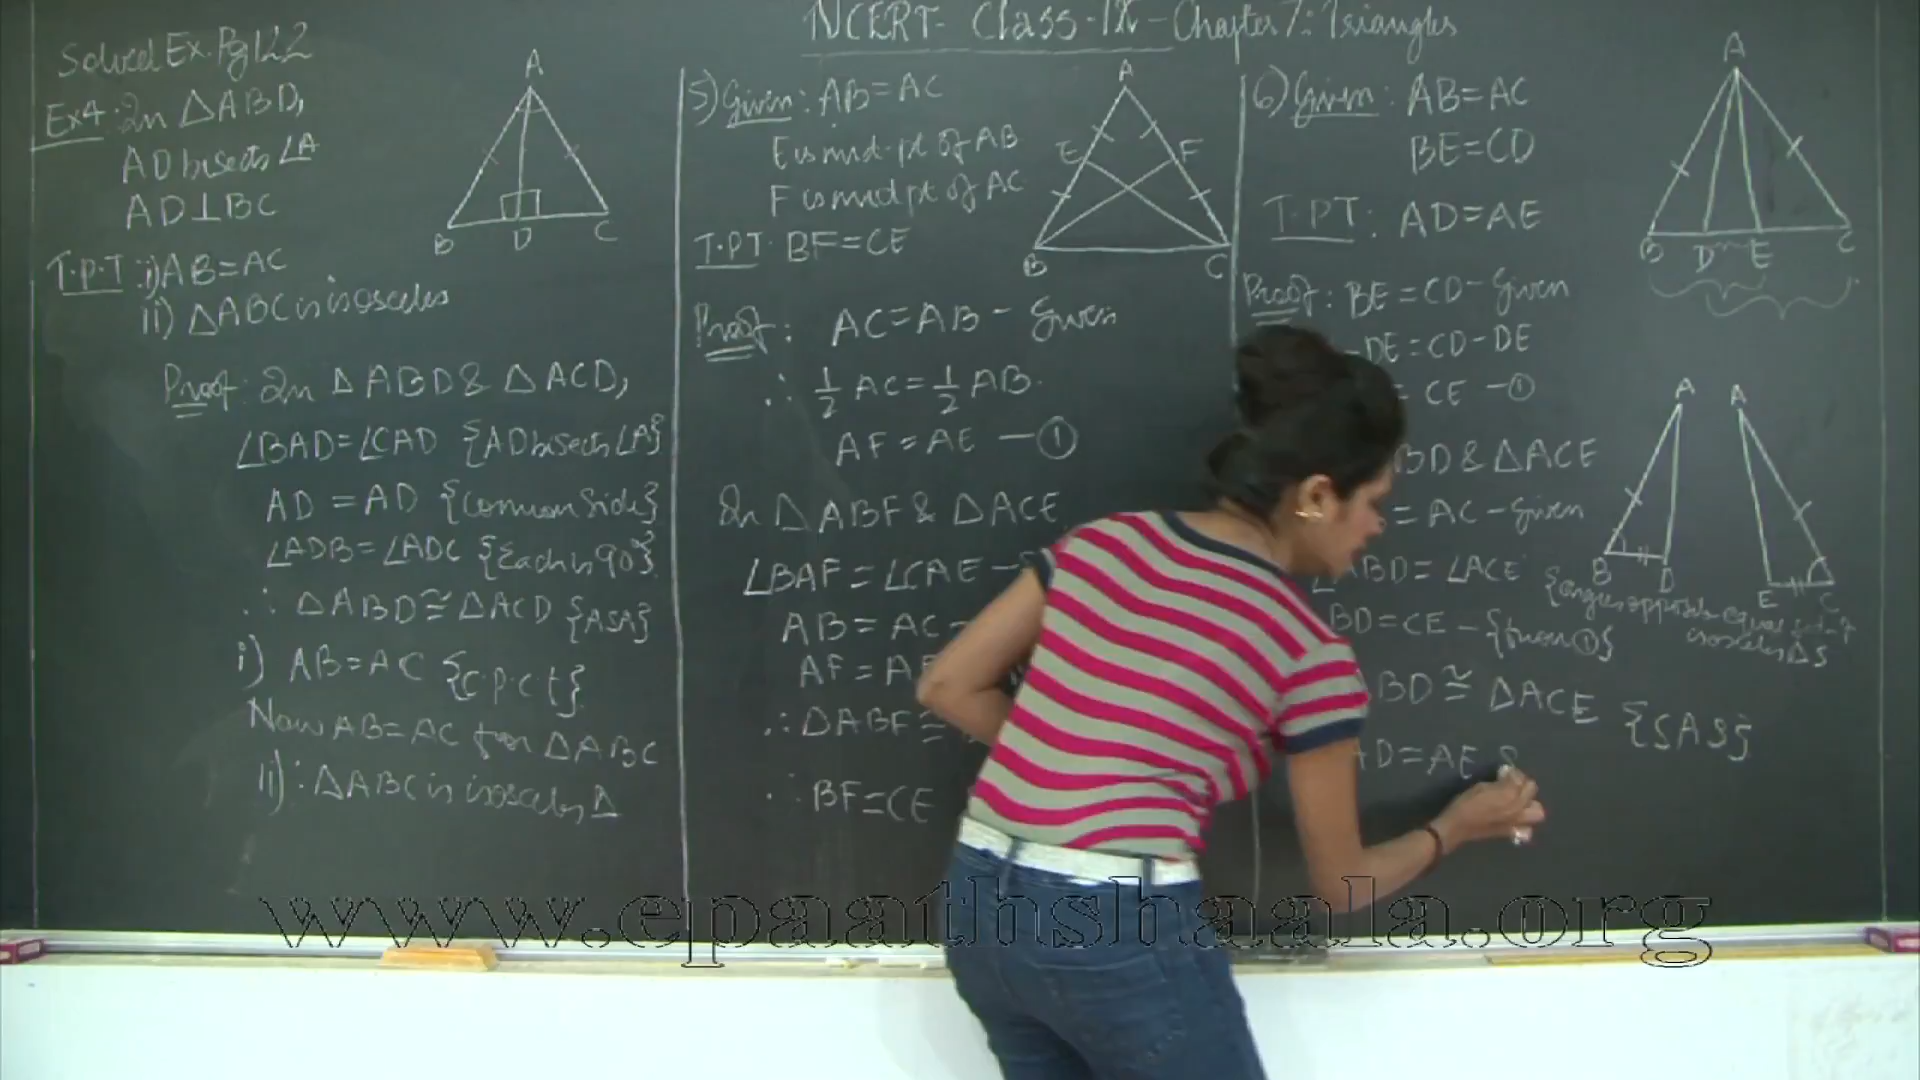 NCERT- Class-IX - Chapter 7: Triangles
Solved Ex. Pg 122
Ex4: In △ABD,
AD bisects ∠A
AD⊥BC
T.P.T: i) AB=AC
ii) △ABC is isosceles
Proof: In △ABD & △ACD,
∠BAD=∠CAD {AD bisects ∠A}
AD = AD {Common Side}
∠ADB=∠ADC {Each is 90°}
∴ △ABD≅△ACD {ASA}
i) AB=AC {c.p.c.t}
Now AB=AC for △ABC
ii) ∴ △ABC is isosceles △
A
B D C
5) Given: AB=AC
E is mid-pt of AB
F is mid pt of AC
T.PT. BF=CE
Proof: AC=AB - Given
∴ 1/2 AC = 1/2 AB.
AF = AE — ①
In △ABF & △ACE
∠BAF = ∠CAE -
AB = AC -
AF =
∴ △ABF ≅
∴ BF=CE
A
E F
B C
6) Given: AB=AC
BE=CD
T.PT: AD=AE
Proof: BE=CD- Given
DE=CD-DE
= CE -①
BD & △ACE
= AC - Given
ABD = ∠ACE {angles opposite equal
isosceles △s
BD=CE - {from ①}
BD ≅ △ACE {SAS}
AD=AE
A
B D E C
A A
B D E C
www.epaathshaala.org